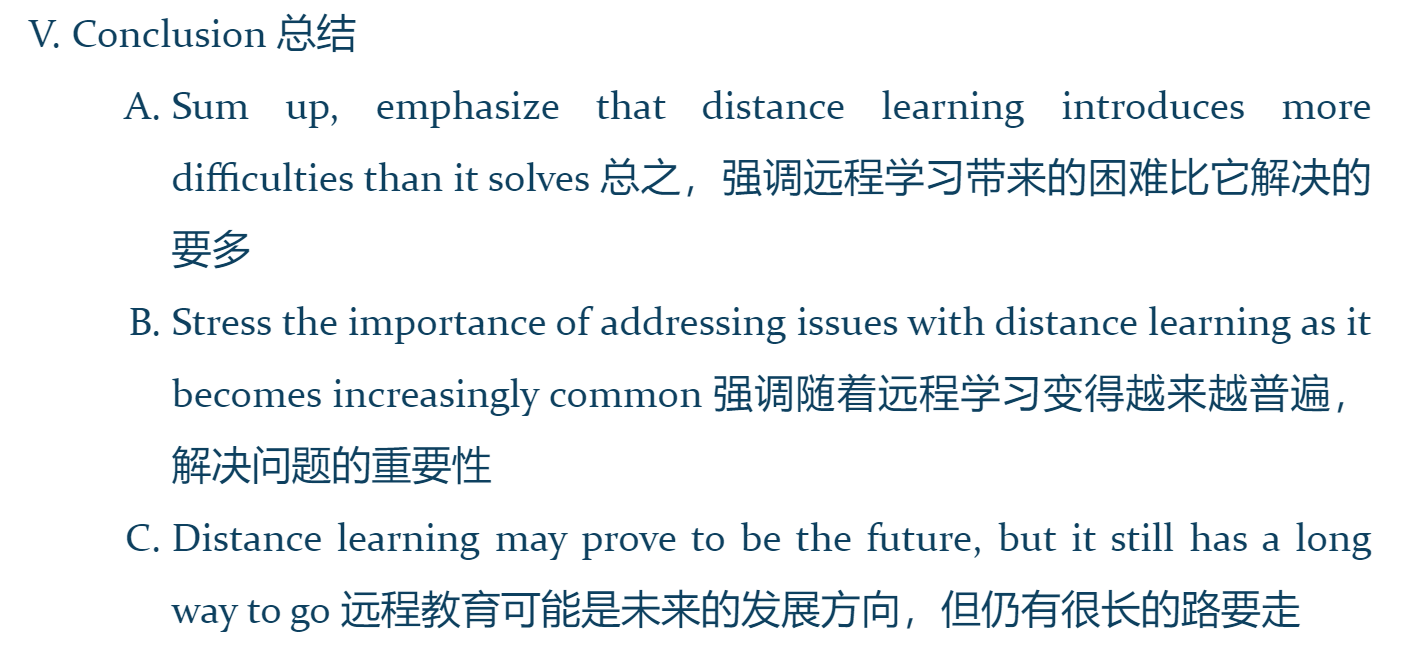 V. Conclusion 总结
A. Sum up, emphasize that distance learning introduces more
difficulties than it solves 总之，强调远程学习带来的困难比它解决的
要多
B. Stress the importance of addressing issues with distance learning as it
becomes increasingly common 强调随着远程学习变得越来越普遍，
解决问题的重要性
C. Distance learning may prove to be the future, but it still has a long
way to go 远程教育可能是未来的发展方向，但仍有很长的路要走